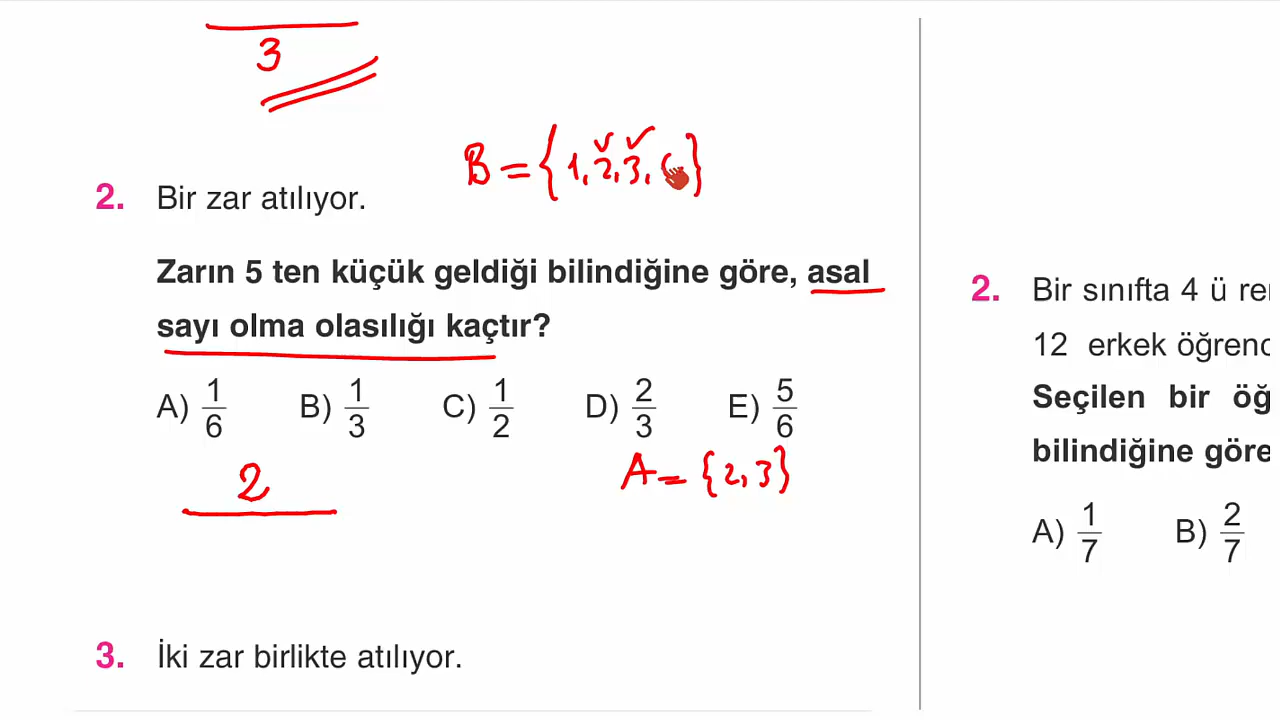 3
B = {1, 2, 3,
2. Bir zar atılıyor.
Zarın 5 ten küçük geldiği bilindiğine göre, asal
sayı olma olasılığı kaçtır?
A) 1/6 B) 1/3 C) 1/2 D) 2/3 E) 5/6
2
A = {2, 3}
3. İki zar birlikte atılıyor.
2. Bir sınıfta 4 ü
12 erkek
Seçilen bir
bilindiğine göre
A) 1/7 B) 2/7